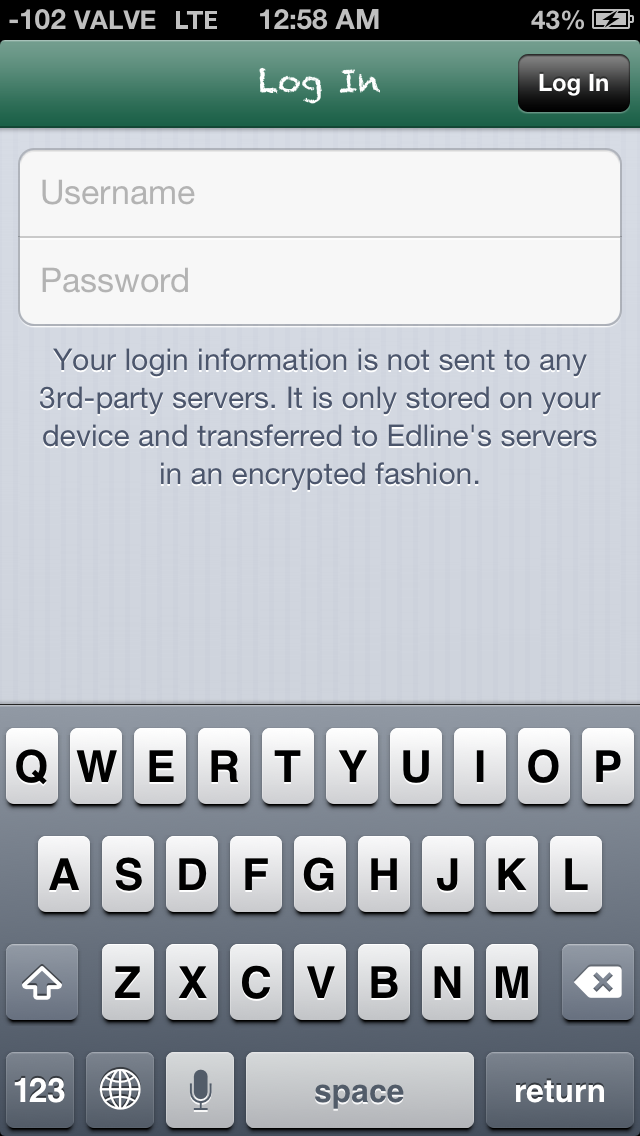 -102 VALVE LTE 12:58 AM 43%
Log In Log In
Username
Password
Your login information is not sent to any
3rd-party servers. It is only stored on your
device and transferred to Edline's servers
in an encrypted fashion.
Q W E R T Y U I O P
A S D F G H J K L
Z X C V B N M
123 space return